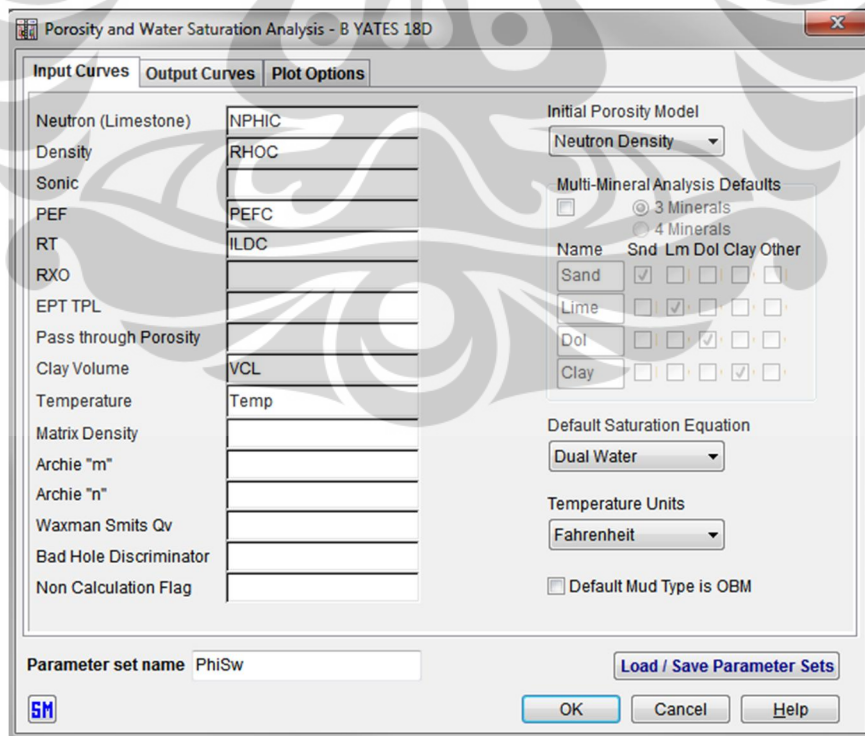 Porosity and Water Saturation Analysis - B YATES 18D
Input Curves Output Curves Plot Options
Neutron (Limestone) NPHIC
Density RHOC
Sonic
PEF PEFC
RT ILDC
RXO
EPT TPL
Pass through Porosity
Clay Volume VCL
Temperature Temp
Matrix Density
Archie "m"
Archie "n"
Waxman Smits Qv
Bad Hole Discriminator
Non Calculation Flag
Initial Porosity Model
Neutron Density
Multi-Mineral Analysis Defaults
3 Minerals
4 Minerals
Name Snd Lm Dol Clay Other
Sand
Lime
Dol
Clay
Default Saturation Equation
Dual Water
Temperature Units
Fahrenheit
Default Mud Type is OBM
Parameter set name PhiSw
Load / Save Parameter Sets
SM
OK Cancel Help